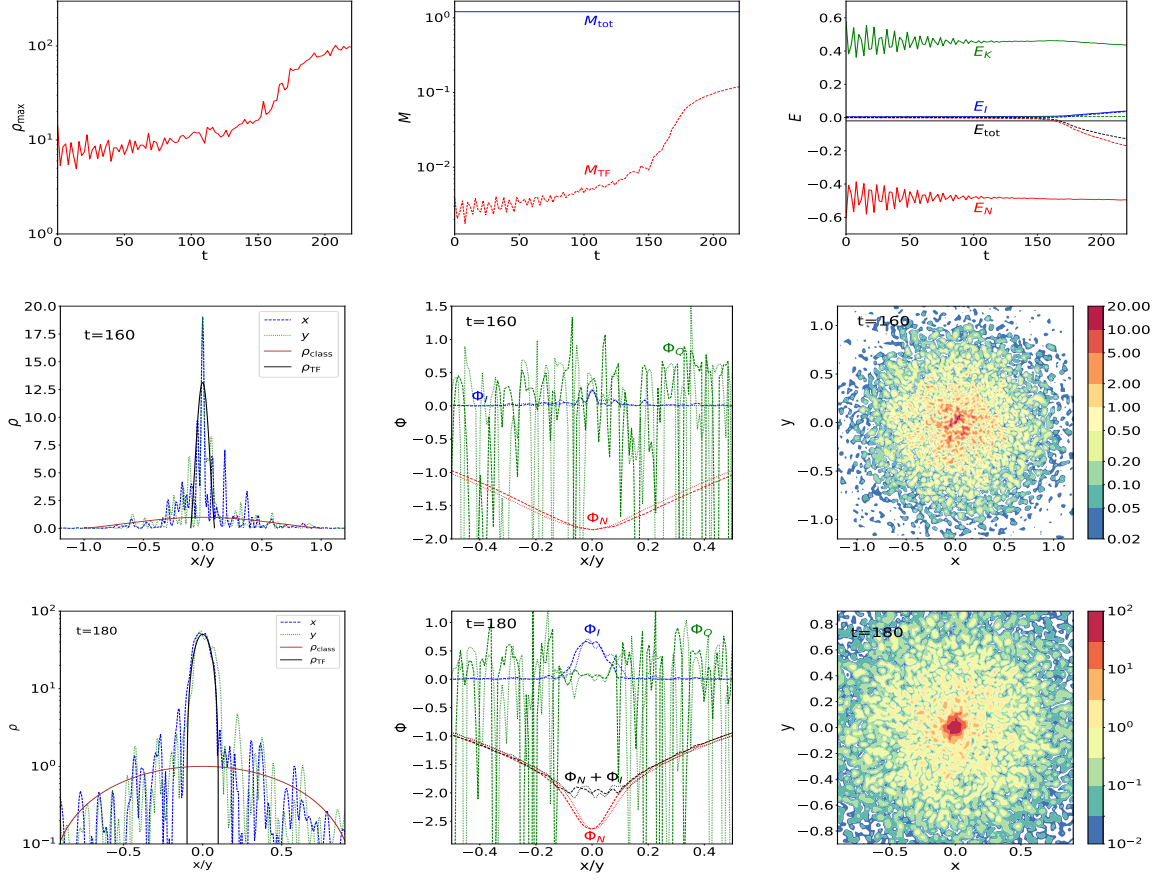 10²
10¹
10⁰
ρmax
0 50 100 150 200
t
10⁰
10⁻¹
10⁻²
M
Mtot
MTF
0 50 100 150 200
t
0.6
0.4
0.2
0.0
−0.2
−0.4
−0.6
E
EK
EI
Etot
EN
0 50 100 150 200
t
20.0
17.5
15.0
12.5
10.0
7.5
5.0
2.5
0.0
ρ
t=160
x
y
ρclass
ρTF
−1.0 −0.5 0.0 0.5 1.0
x/y
1.5
1.0
0.5
0.0
−0.5
−1.0
−1.5
−2.0
Φ
t=160
ΦQ
ΦI
ΦN
−0.4 −0.2 0.0 0.2 0.4
x/y
1.0
0.5
0.0
−0.5
−1.0
y
t=160
−1.0 −0.5 0.0 0.5 1.0
x
20.00
10.00
5.00
2.00
1.00
0.50
0.20
0.10
0.05
0.02
10²
10¹
10⁰
10⁻¹
ρ
t=180
x
y
ρclass
ρTF
−0.5 0.0 0.5
x/y
1.0
0.5
0.0
−0.5
−1.0
−1.5
−2.0
−2.5
Φ
t=180
ΦI
ΦQ
ΦN + ΦI
ΦN
−0.4 −0.2 0.0 0.2 0.4
x/y
0.8
0.6
0.4
0.2
0.0
−0.2
−0.4
−0.6
−0.8
y
t=180
−0.5 0.0 0.5
x
10²
10¹
10⁰
10⁻¹
10⁻²